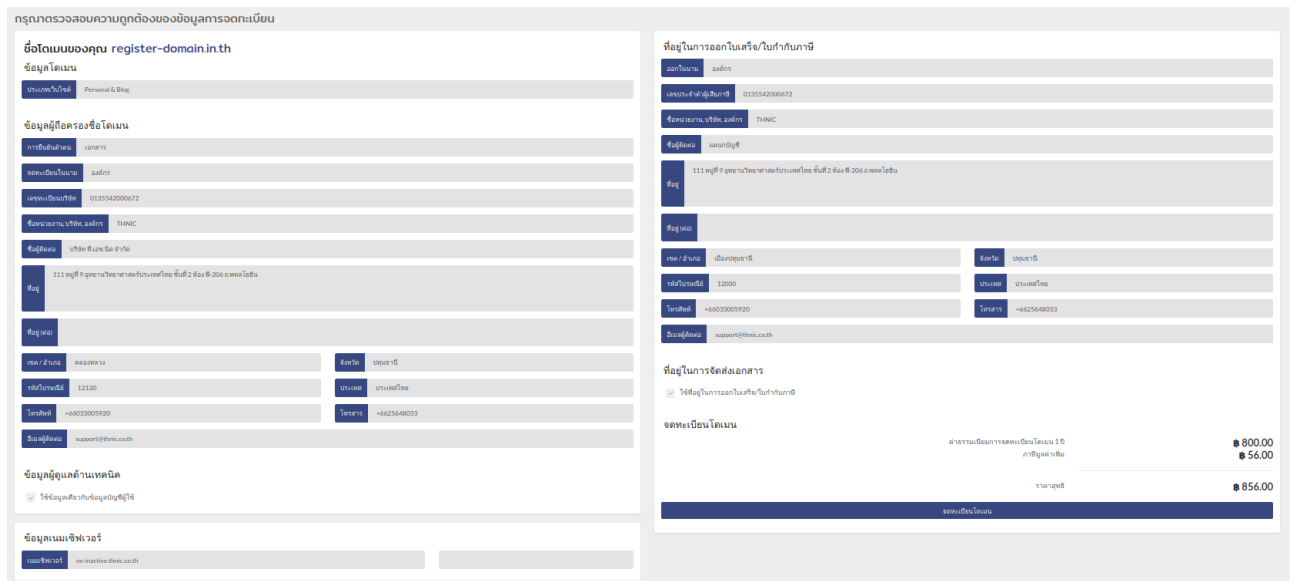 กรุณาตรวจสอบความถูกต้องของข้อมูลการจดทะเบียน
ชื่อโดเมนของคุณ register-domain.in.th
ข้อมูลโดเมน
ประเภทเว็บไซต์ Personal & Blog
ข้อมูลผู้ถือครองชื่อโดเมน
การยืนยันตัวตน เอกสาร
จดทะเบียนในนาม องค์กร
เลขทะเบียนบริษัท 0135542000672
ชื่อหน่วยงาน, บริษัท, องค์กร THNIC
ชื่อผู้ติดต่อ บริษัท ที.เอช.นิค จำกัด
ที่อยู่ 111 หมู่ที่ 9 อุทยานวิทยาศาสตร์ประเทศไทย ชั้นที่ 2 ห้อง พี-206 ถ.พหลโยธิน
ที่อยู่ (ต่อ)
เขต / อำเภอ คลองหลวง จังหวัด ปทุมธานี
รหัสไปรษณีย์ 12120 ประเทศ ประเทศไทย
โทรศัพท์ +66033005920 โทรสาร +6625648033
อีเมลผู้ติดต่อ support@thnic.co.th
ข้อมูลผู้ดูแลด้านเทคนิค
ใช้ข้อมูลเดียวกับข้อมูลบัญชีผู้ใช้
ข้อมูลเนมเซิฟเวอร์
เนมเซิฟเวอร์ ns-inactive.thnic.co.th
ที่อยู่ในการออกใบเสร็จ/ใบกำกับภาษี
ออกในนาม องค์กร
เลขประจำตัวผู้เสียภาษี 0135542000672
ชื่อหน่วยงาน, บริษัท, องค์กร THNIC
ชื่อผู้ติดต่อ แผนกบัญชี
ที่อยู่ 111 หมู่ที่ 9 อุทยานวิทยาศาสตร์ประเทศไทย ชั้นที่ 2 ห้อง พี-206 ถ.พหลโยธิน
ที่อยู่ (ต่อ)
เขต / อำเภอ เมืองปทุมธานี จังหวัด ปทุมธานี
รหัสไปรษณีย์ 12000 ประเทศ ประเทศไทย
โทรศัพท์ +66033005920 โทรสาร +6625648033
อีเมลผู้ติดต่อ support@thnic.co.th
ที่อยู่ในการจัดส่งเอกสาร
ใช้ที่อยู่ในการออกใบเสร็จ/ใบกำกับภาษี
จดทะเบียนโดเมน
ค่าธรรมเนียมการจดทะเบียนโดเมน 1 ปี ฿ 800.00
ภาษีมูลค่าเพิ่ม ฿ 56.00
ราคาสุทธิ ฿ 856.00
จดทะเบียนโดเมน